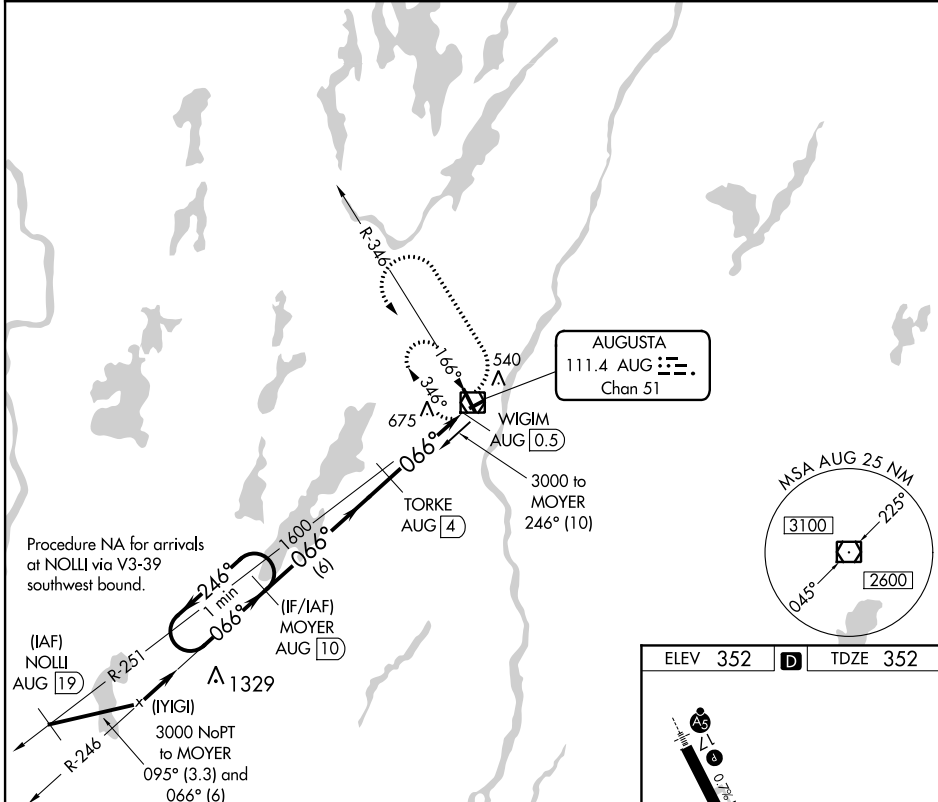 R-346
166°
346°
540
675
AUGUSTA
111.4 AUG
Chan 51
WIGIM
AUG 0.5
066°
3000 to
MOYER
246° (10)
TORKE
AUG 4
MSA AUG 25 NM
3100
225°
045°
2600
Procedure NA for arrivals
at NOLLI via V3-39
southwest bound.
1600
066°
(6)
246°
1 min
066°
(IF/IAF)
MOYER
AUG 10
(IAF)
NOLLI
AUG 19
R-251
1329
(IYIGI)
R-246
3000 NoPT
to MOYER
095° (3.3) and
066° (6)
ELEV 352 D TDZE 352
A5
17
P
0.7%